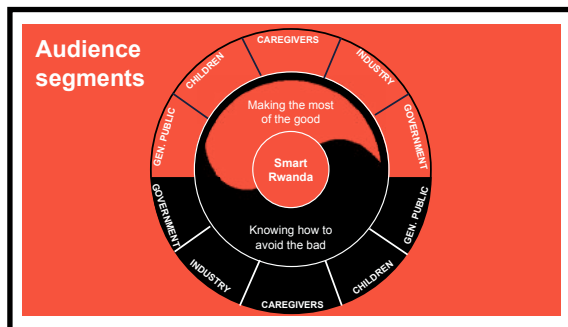 Audience
segments
CAREGIVERS
CHILDREN
INDUSTRY
GEN. PUBLIC
GOVERNMENT
Making the most
of the good
Smart
Rwanda
Knowing how to
avoid the bad
GOVERNMENT
GEN. PUBLIC
INDUSTRY
CHILDREN
CAREGIVERS